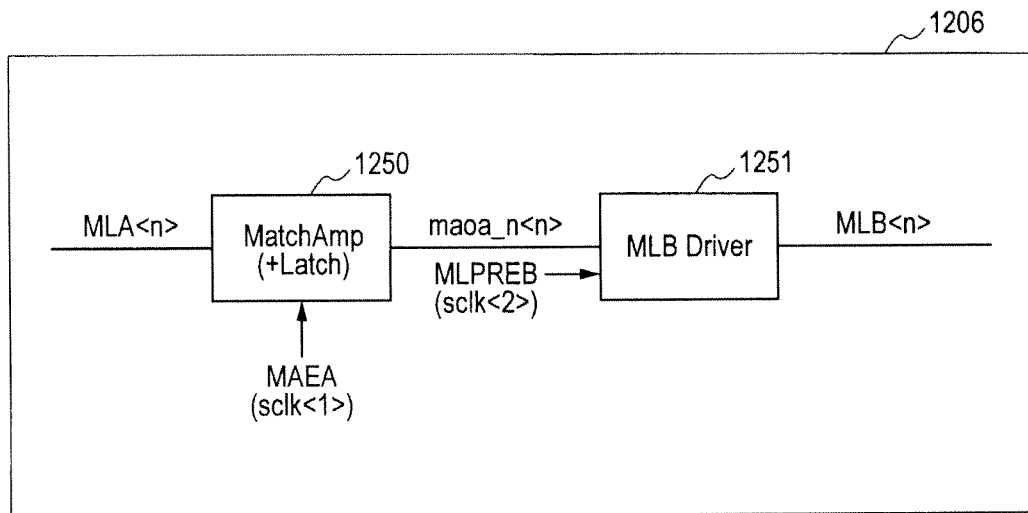 1206
1250
1251
MLA<n>
MatchAmp
(+Latch)
maoa_n<n>
MLPREB
(sclk<2>)
MLB Driver
MLB<n>
MAEA
(sclk<1>)